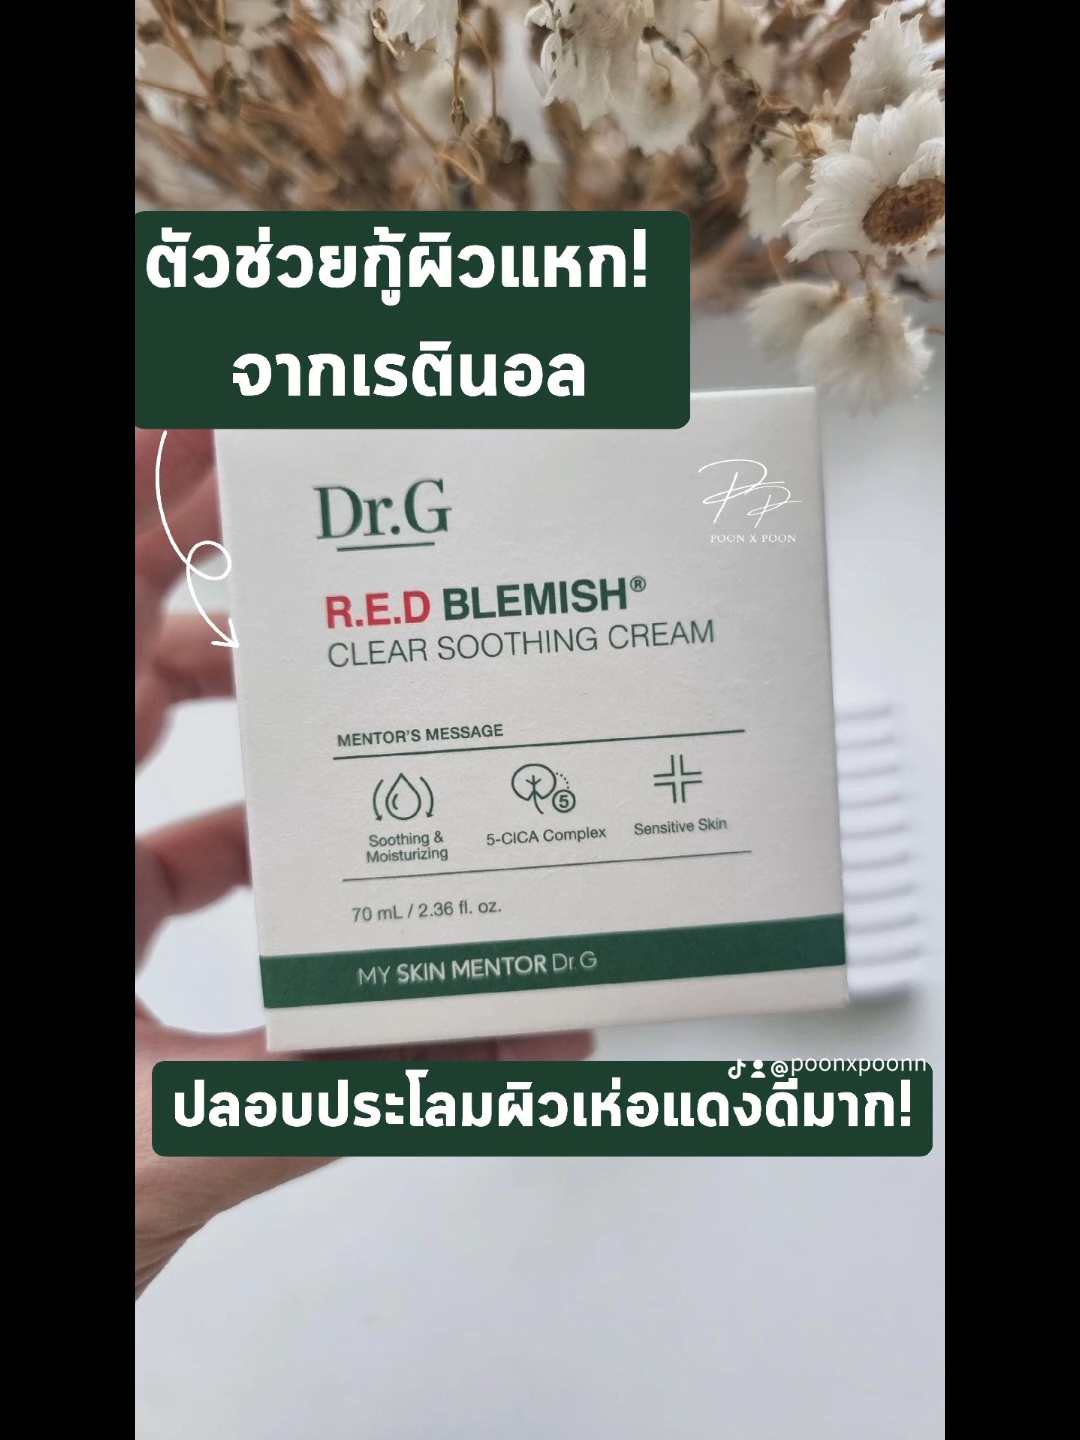 ตัวช่วยกู้ผิวแหก!
จากเรตินอล
Dr.G
PP
POON X POON
R.E.D BLEMISH®
CLEAR SOOTHING CREAM
MENTOR'S MESSAGE
Soothing &
Moisturizing
5
5-CICA Complex
Sensitive Skin
70 mL / 2.36 fl. oz.
MY SKIN MENTOR Dr.G
@poonxpoonn
ปลอบประโลมผิวเห่อแดงดีมาก!